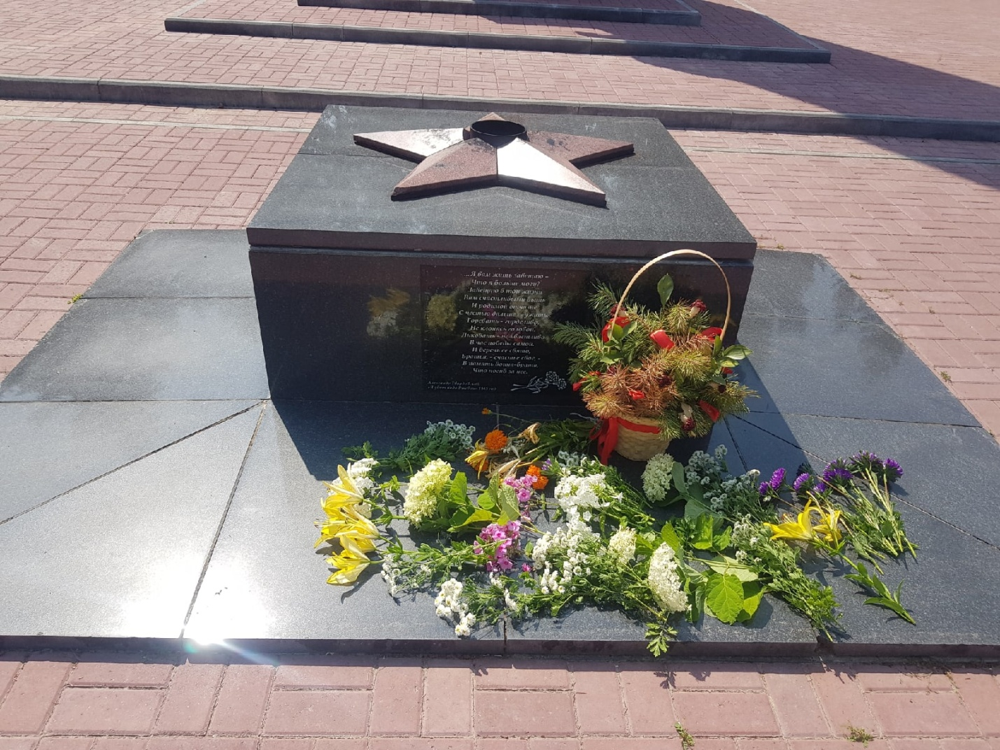 ...Я вам жить завещаю -
Что я больше могу?
Завещаю в той жизни
Вам счастливыми быть
И родимой отчизне
С честью дальше служить.
Горевать - горделиво,
Не клонясь головой,
Ликовать - не хвастливо
В час победы самой.
И беречь ее свято,
Братья, - счастье свое, -
В память воина-брата,
Что погиб за нее.
Александр Твардовский
«Я убит подо Ржевом» 1946 год